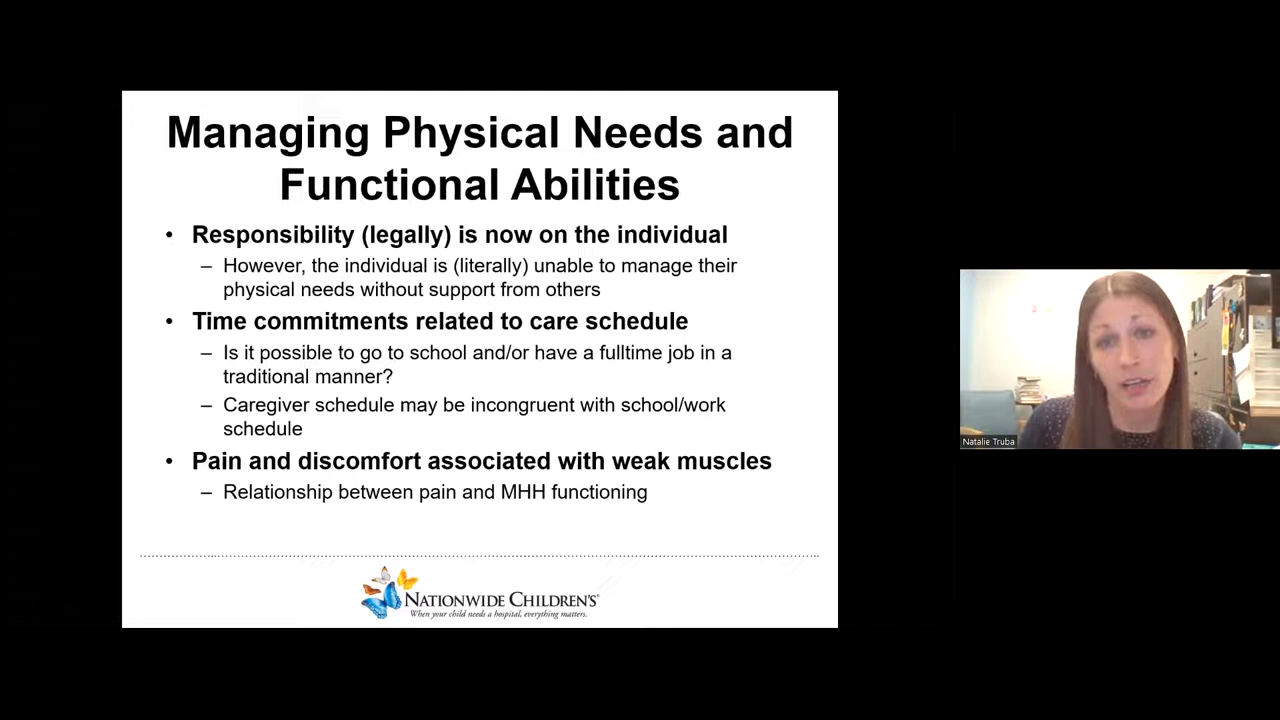 Managing Physical Needs and
Functional Abilities
• Responsibility (legally) is now on the individual
– However, the individual is (literally) unable to manage their
physical needs without support from others
• Time commitments related to care schedule
– Is it possible to go to school and/or have a fulltime job in a
traditional manner?
– Caregiver schedule may be incongruent with school/work
schedule
• Pain and discomfort associated with weak muscles
– Relationship between pain and MHH functioning
NATIONWIDE CHILDREN'S
When your child needs a hospital, everything matters.
Natalie Truba